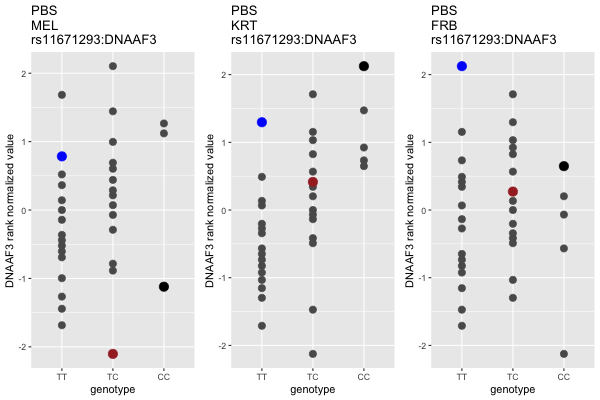 PBS
MEL
rs11671293:DNAAF3
DNAAF3 rank normalized value
2
1
0
-1
-2
TT
TC
CC
genotype
PBS
KRT
rs11671293:DNAAF3
DNAAF3 rank normalized value
2
1
0
-1
-2
TT
TC
CC
genotype
PBS
FRB
rs11671293:DNAAF3
DNAAF3 rank normalized value
2
1
0
-1
-2
TT
TC
CC
genotype